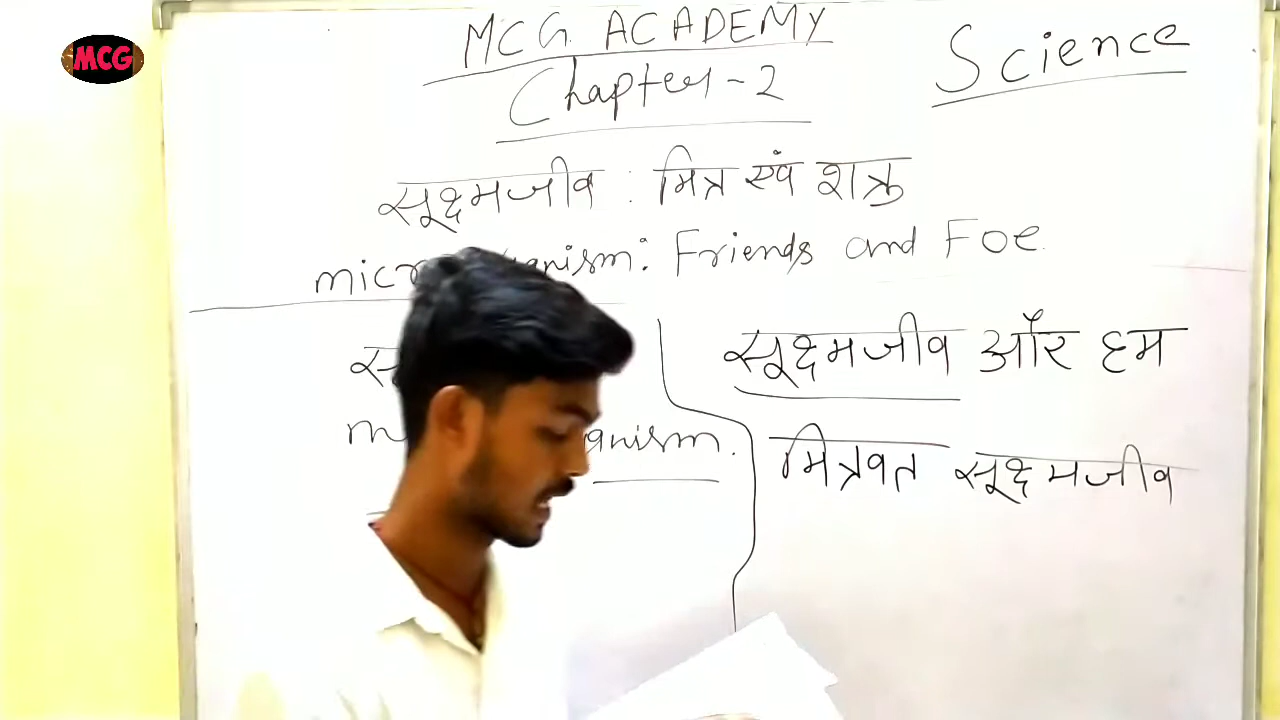 MCG
MCG ACADEMY
Science
Chapter-2
सूक्ष्मजीव : मित्र एवं शत्रु
: Friends and Foe
सूक्ष्मजीव और हम
मित्रवत सूक्ष्मजीव